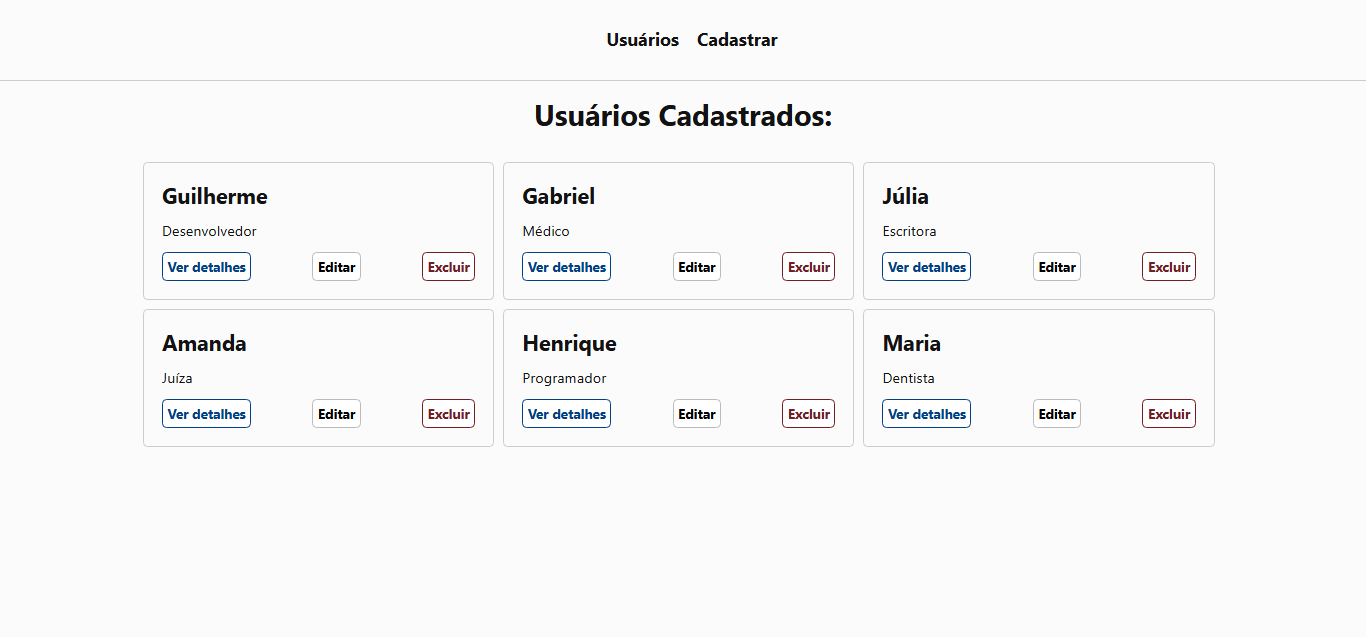 Usuários Cadastrar
Usuários Cadastrados:
Guilherme
Desenvolvedor
Ver detalhes Editar Excluir
Gabriel
Médico
Ver detalhes Editar Excluir
Júlia
Escritora
Ver detalhes Editar Excluir
Amanda
Juíza
Ver detalhes Editar Excluir
Henrique
Programador
Ver detalhes Editar Excluir
Maria
Dentista
Ver detalhes Editar Excluir